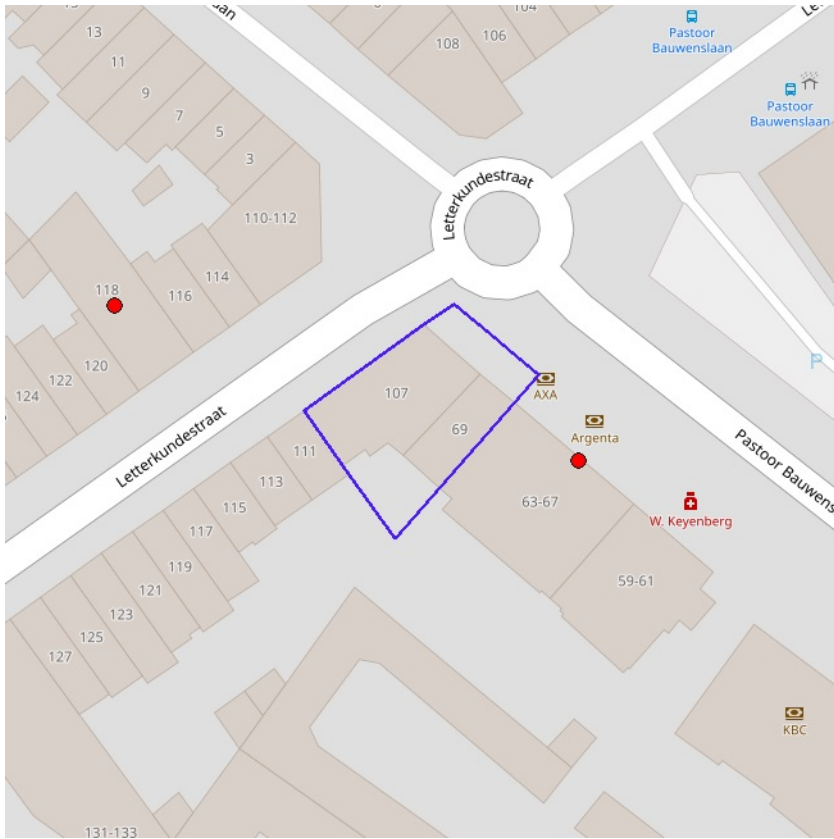 13
11
9
7
5
3
110-112
108
106
104
Pastoor
Bauwenslaan
Pastoor
Bauwenslaan
Letterkundestraat
118
116
114
120
122
124
Letterkundestraat
107
69
AXA
Argenta
63-67
W. Keyenberg
59-61
Pastoor Bauwens
111
113
115
117
119
121
123
125
127
131-133
KBC
P